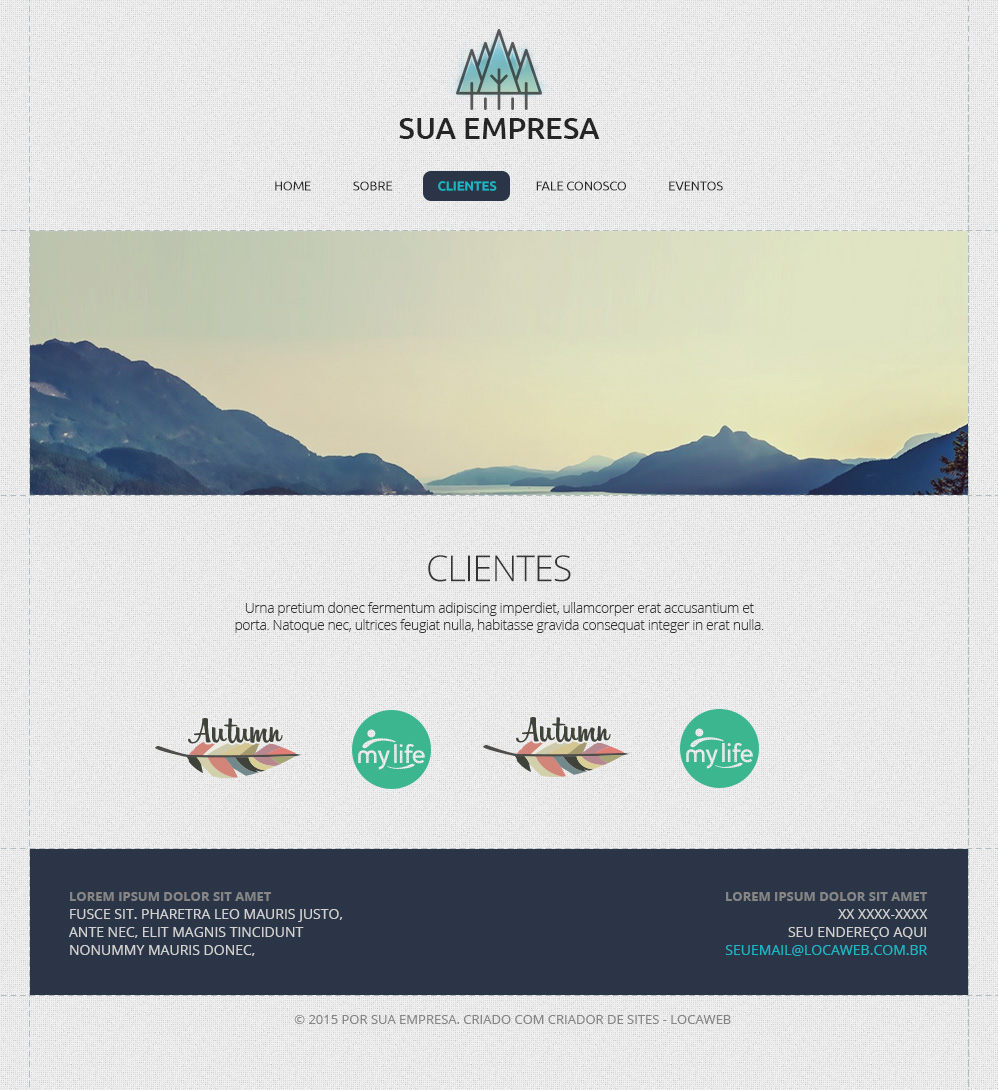 SUA EMPRESA
HOME SOBRE CLIENTES FALE CONOSCO EVENTOS
CLIENTES
Urna pretium donec fermentum adipiscing imperdiet, ullamcorper erat accusantium et
porta. Natoque nec, ultrices feugiat nulla, habitasse gravida consequat integer in erat nulla.
Autumn mylife Autumn mylife
LOREM IPSUM DOLOR SIT AMET
FUSCE SIT. PHARETRA LEO MAURIS JUSTO,
ANTE NEC, ELIT MAGNIS TINCIDUNT
NONUMMY MAURIS DONEC,
LOREM IPSUM DOLOR SIT AMET
XX XXXX-XXXX
SEU ENDEREÇO AQUI
SEUEMAIL@LOCAWEB.COM.BR
© 2015 POR SUA EMPRESA. CRIADO COM CRIADOR DE SITES - LOCAWEB